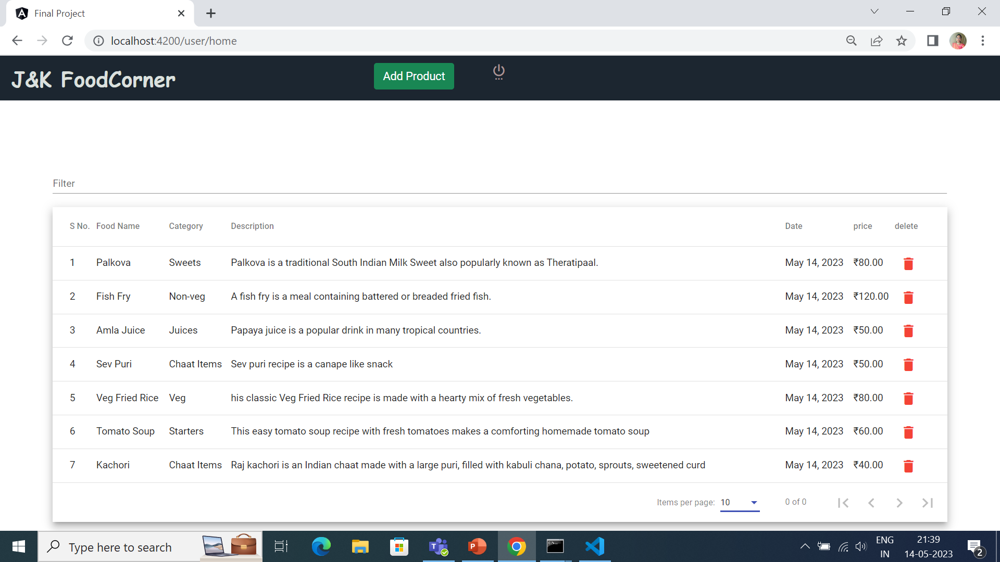 Final Project
localhost:4200/user/home
J&K FoodCorner
Add Product
Filter
S No. Food Name Category Description Date price delete
1 Palkova Sweets Palkova is a traditional South Indian Milk Sweet also popularly known as Theratipaal. May 14, 2023 ₹80.00
2 Fish Fry Non-veg A fish fry is a meal containing battered or breaded fried fish. May 14, 2023 ₹120.00
3 Amla Juice Juices Papaya juice is a popular drink in many tropical countries. May 14, 2023 ₹50.00
4 Sev Puri Chaat Items Sev puri recipe is a canape like snack May 14, 2023 ₹50.00
5 Veg Fried Rice Veg his classic Veg Fried Rice recipe is made with a hearty mix of fresh vegetables. May 14, 2023 ₹80.00
6 Tomato Soup Starters This easy tomato soup recipe with fresh tomatoes makes a comforting homemade tomato soup May 14, 2023 ₹60.00
7 Kachori Chaat Items Raj kachori is an Indian chaat made with a large puri, filled with kabuli chana, potato, sprouts, sweetened curd May 14, 2023 ₹40.00
Items per page: 10 0 of 0
Type here to search
ENG 21:39
IN 14-05-2023
2